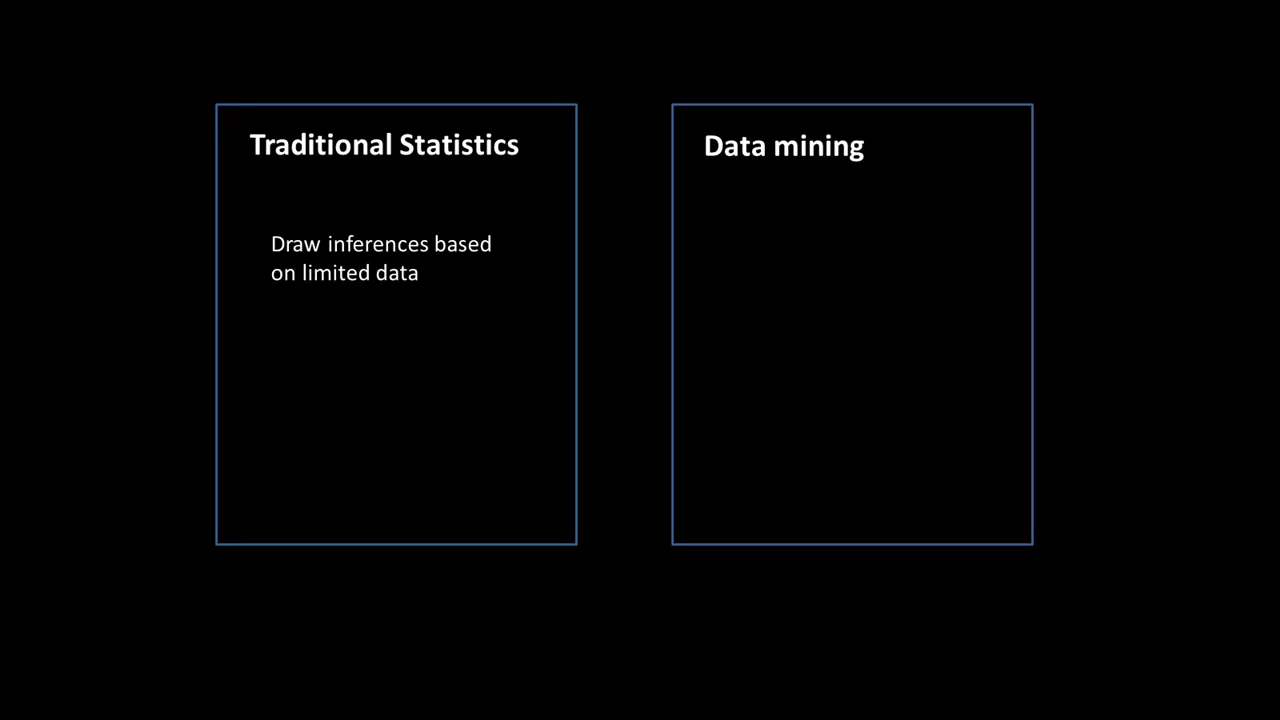 Traditional Statistics
Draw inferences based
on limited data
Data mining